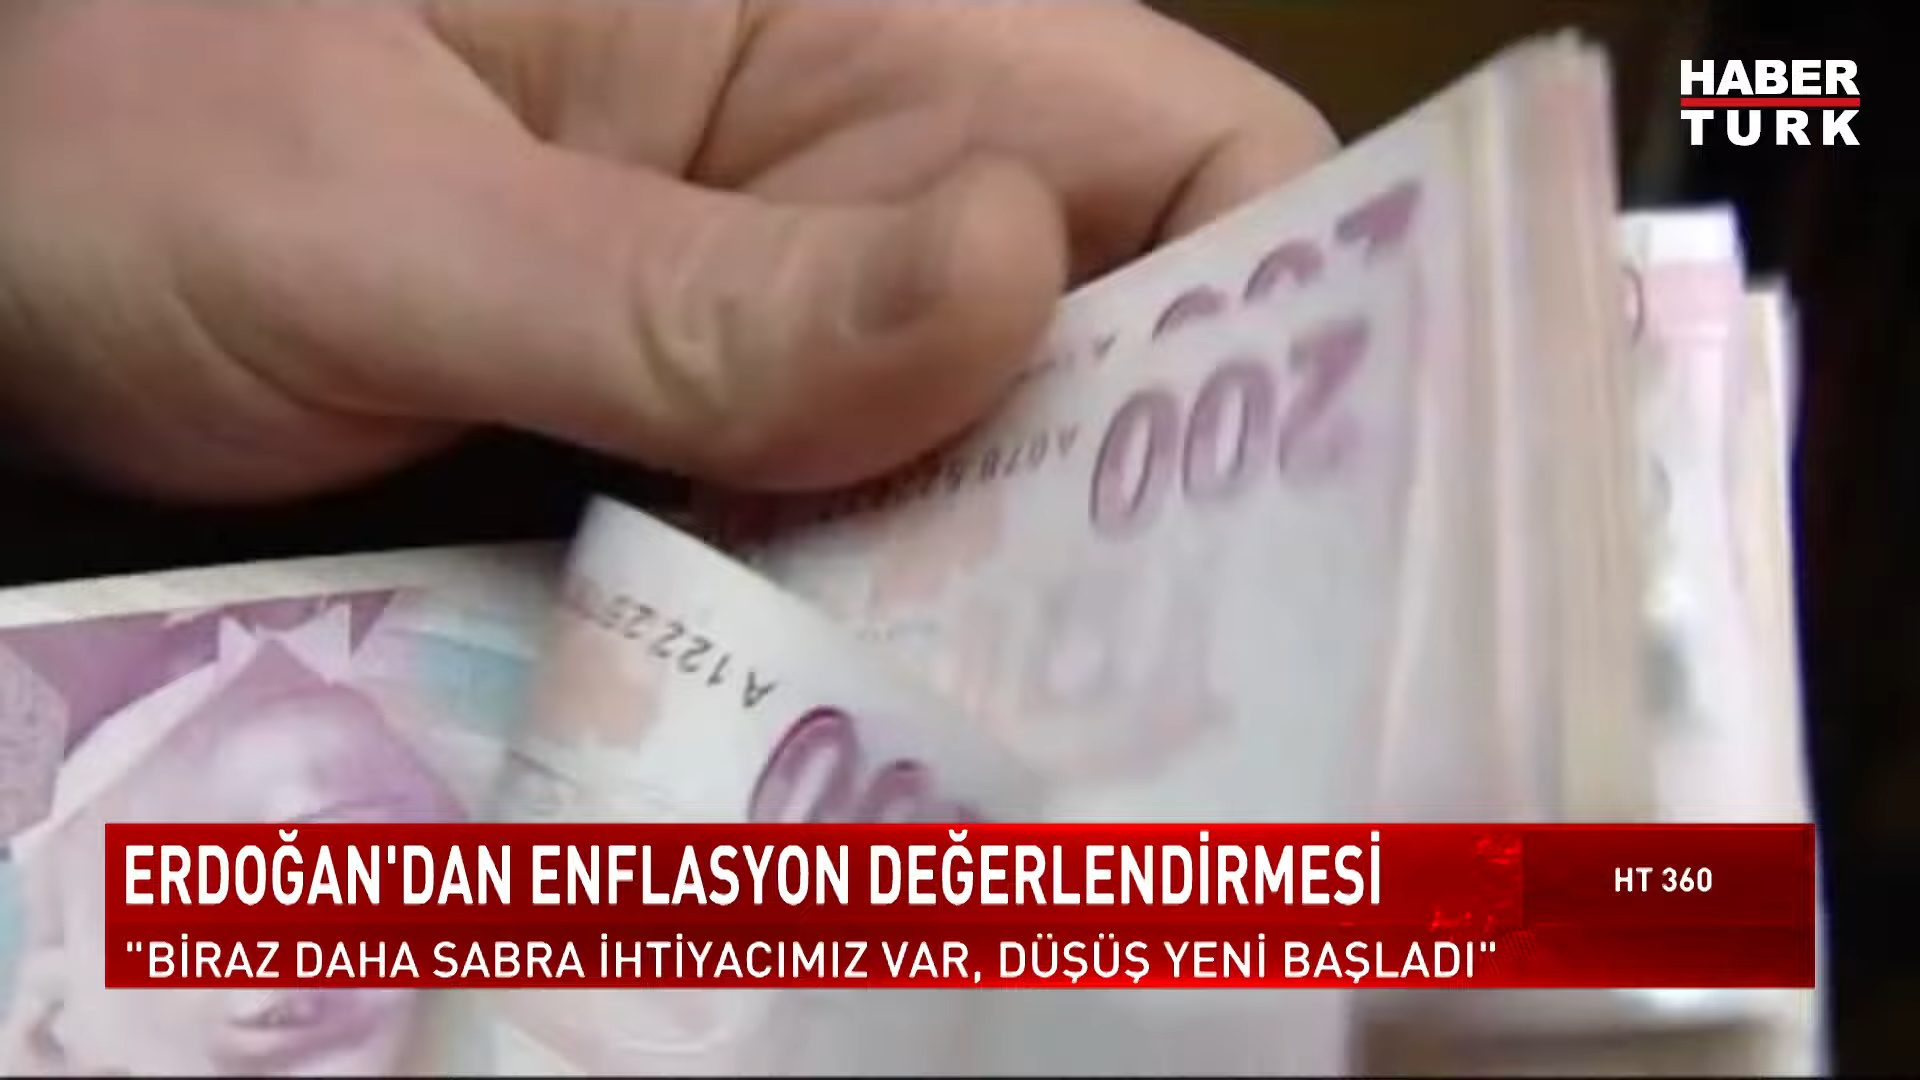 HABER
TURK
200
A 1222
ERDOĞAN'DAN ENFLASYON DEĞERLENDİRMESİ
HT 360
"BİRAZ DAHA SABRA İHTİYACIMIZ VAR, DÜŞÜŞ YENİ BAŞLADI"